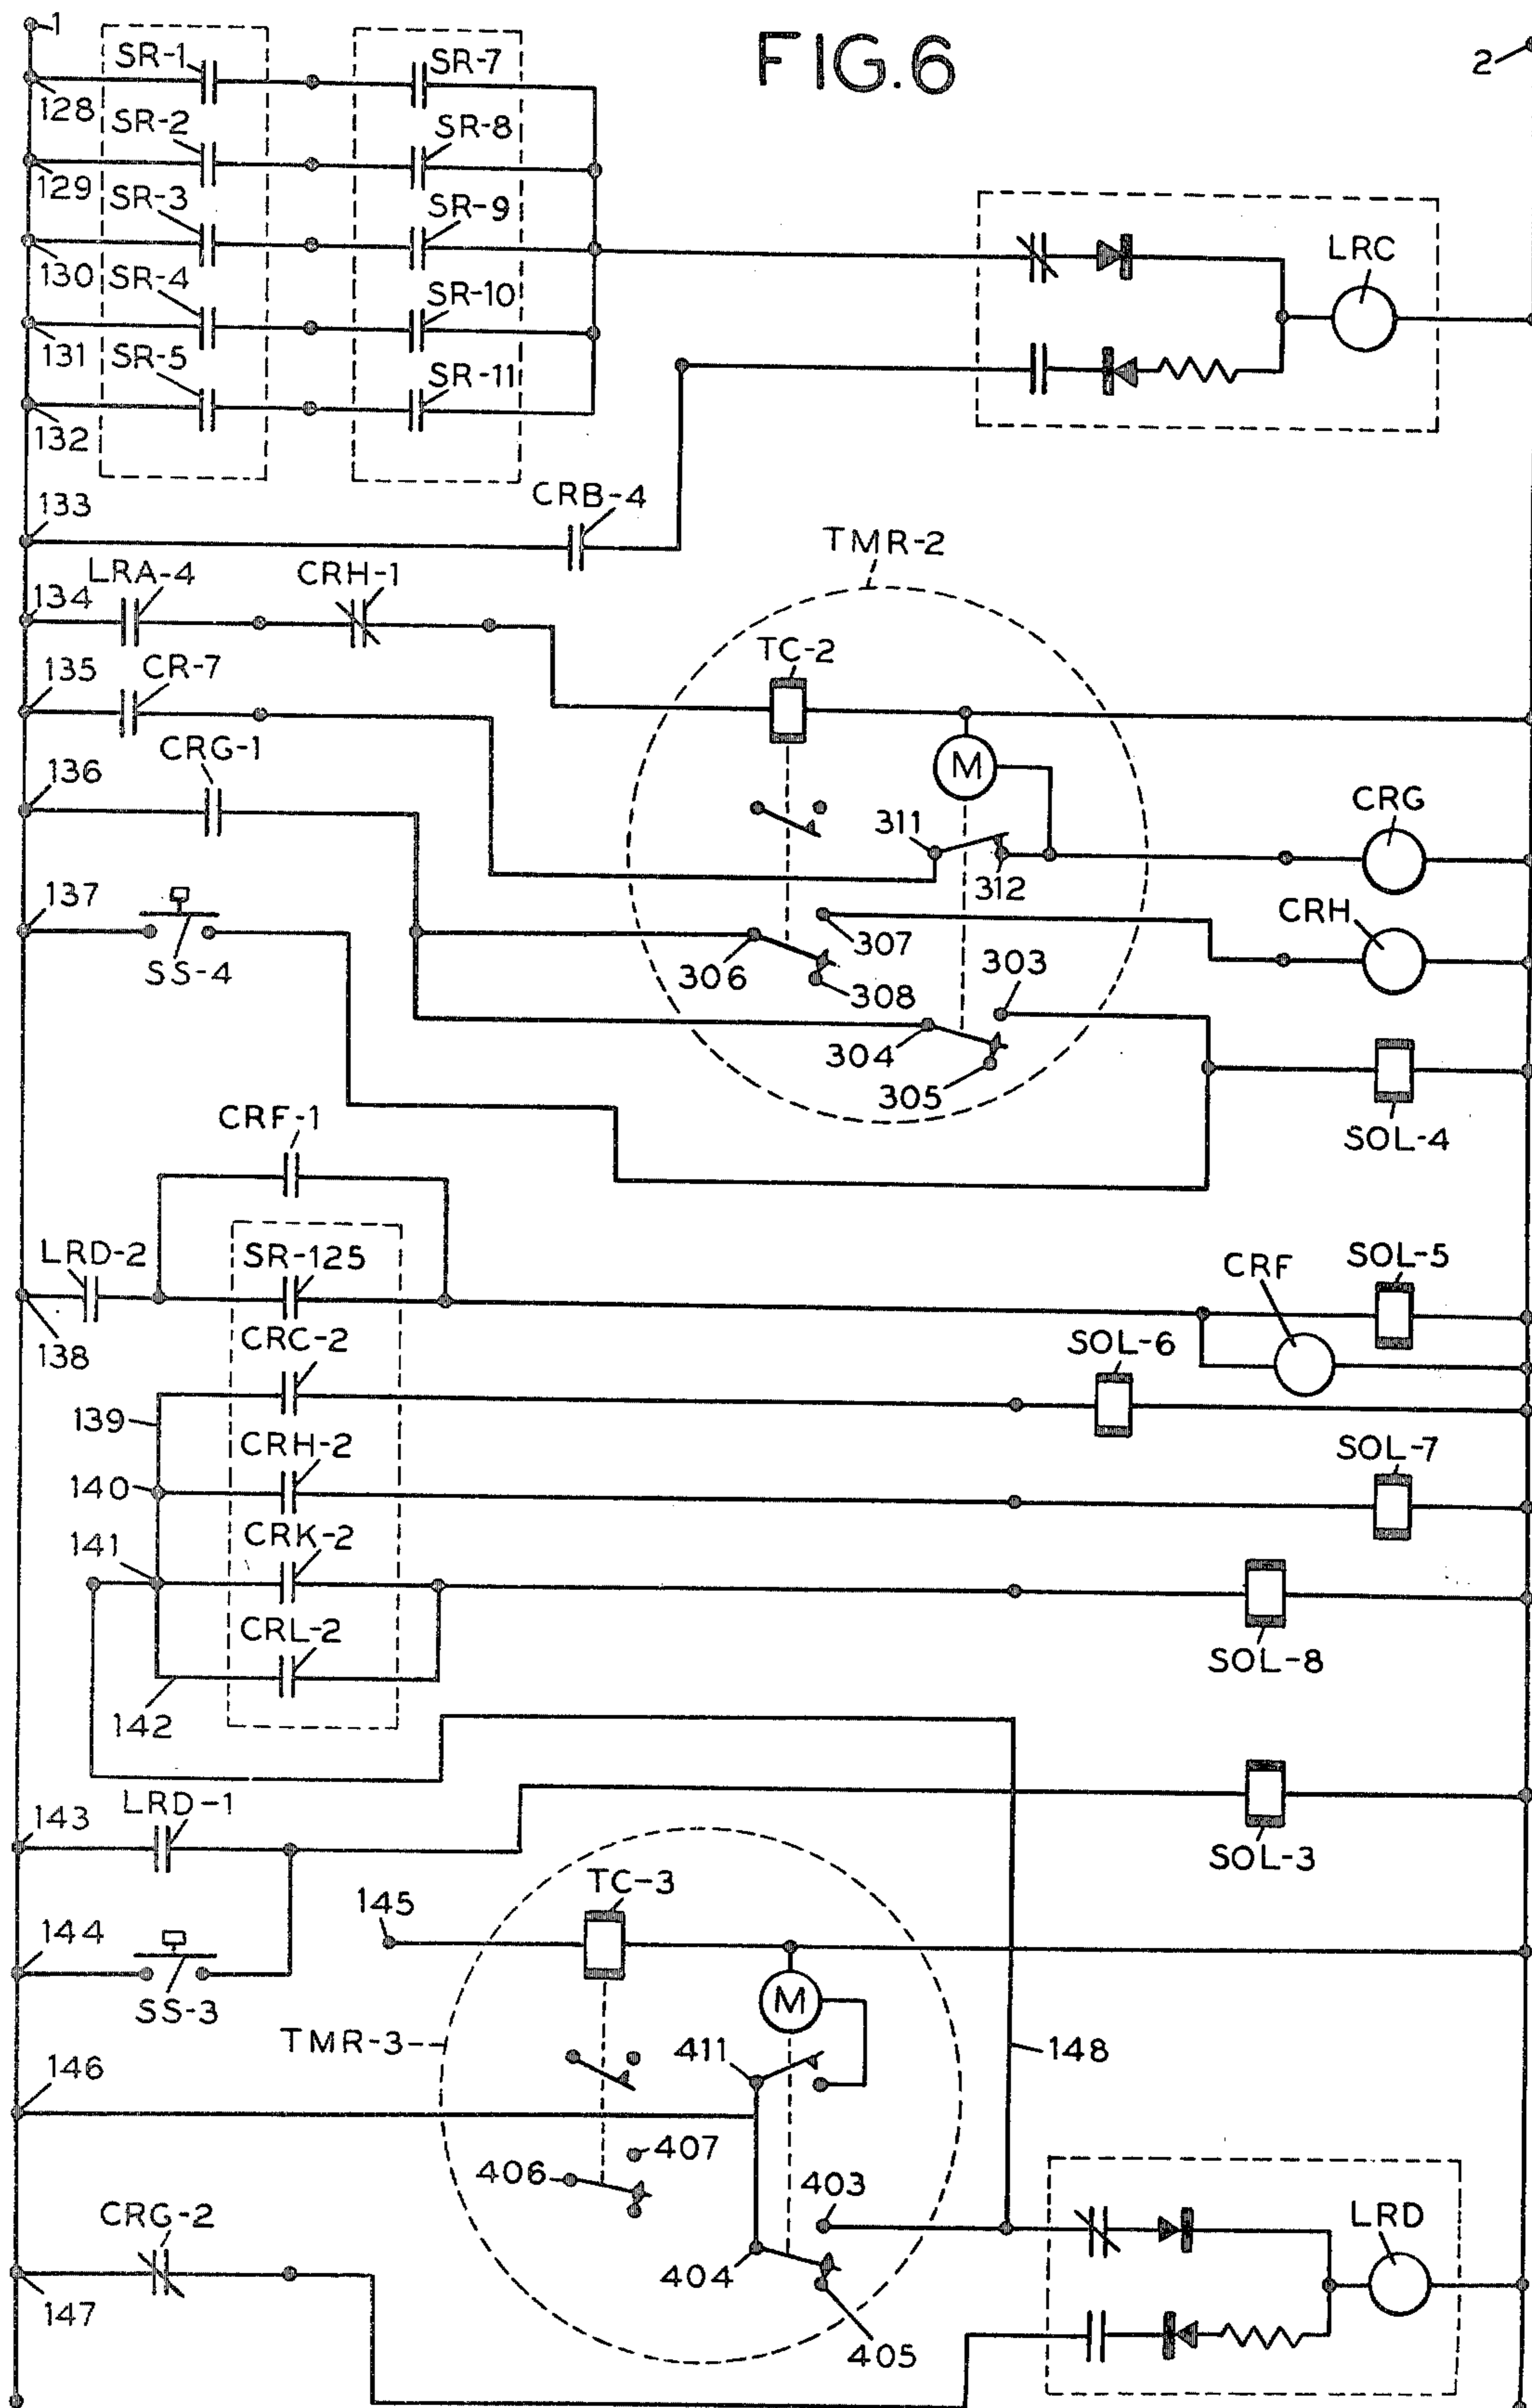 FIG.6
1
2
SR-1
SR-7
128
SR-2
SR-8
129
SR-3
SR-9
130
LRC
SR-4
SR-10
131
SR-5
SR-11
132
133
CRB-4
TMR-2
134
LRA-4
CRH-1
TC-2
135
CR-7
CRG-1
136
M
CRG
311
312
137
SS-4
CRH
306
307
308
303
304
305
SOL-4
CRF-1
LRD-2
SR-125
CRF
SOL-5
138
CRC-2
SOL-6
139
CRH-2
SOL-7
140
CRK-2
141
CRL-2
SOL-8
142
LRD-1
143
SOL-3
TC-3
145
144
SS-3
M
TMR-3
411
148
146
407
406
403
CRG-2
LRD
404
147
405